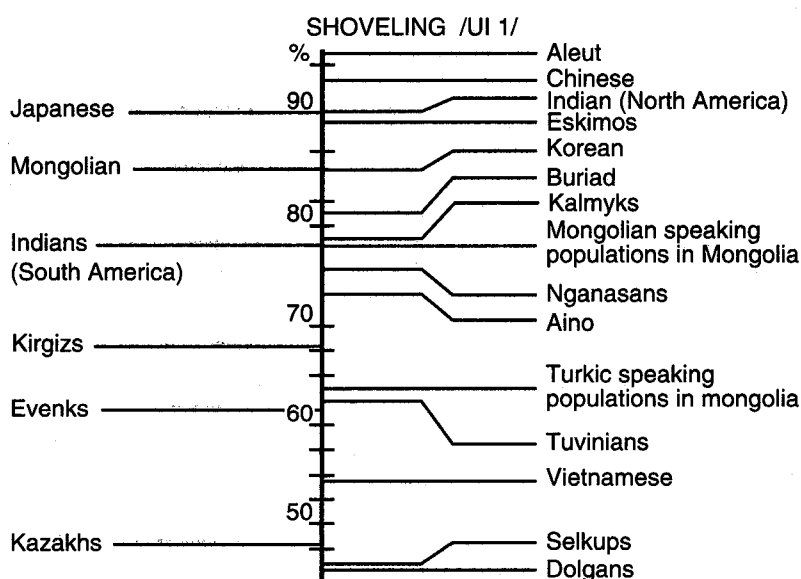 SHOVELING /UI 1/
%
Aleut
Chinese
90
Indian (North America)
Japanese
Eskimos
Korean
Mongolian
Buriad
80
Kalmyks
Mongolian speaking
populations in Mongolia
Indians
(South America)
Nganasans
70
Aino
Kirgizs
Turkic speaking
populations in mongolia
Evenks
60
Tuvinians
Vietnamese
50
Kazakhs
Selkups
Dolgans